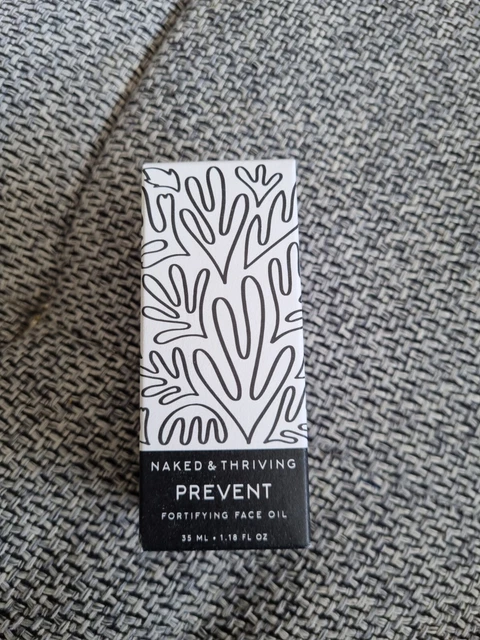 NAKED & THRIVING
PREVENT
FORTIFYING FACE OIL
35 ML • 1.18 FL OZ